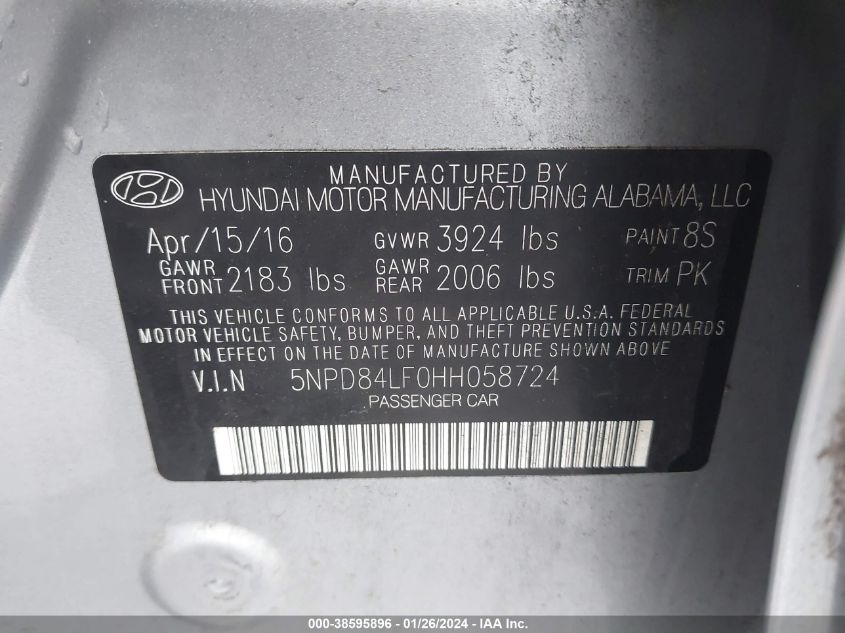 MANUFACTURED BY
HYUNDAI MOTOR MANUFACTURING ALABAMA, LLC
Apr/15/16 GVWR 3924 lbs PAINT 8S
GAWR FRONT 2183 lbs GAWR REAR 2006 lbs TRIM PK
THIS VEHICLE CONFORMS TO ALL APPLICABLE U.S.A. FEDERAL
MOTOR VEHICLE SAFETY, BUMPER, AND THEFT PREVENTION STANDARDS
IN EFFECT ON THE DATE OF MANUFACTURE SHOWN ABOVE
V.I.N 5NPD84LF0HH058724
PASSENGER CAR
000-38595896 - 01/26/2024 - IAA Inc.